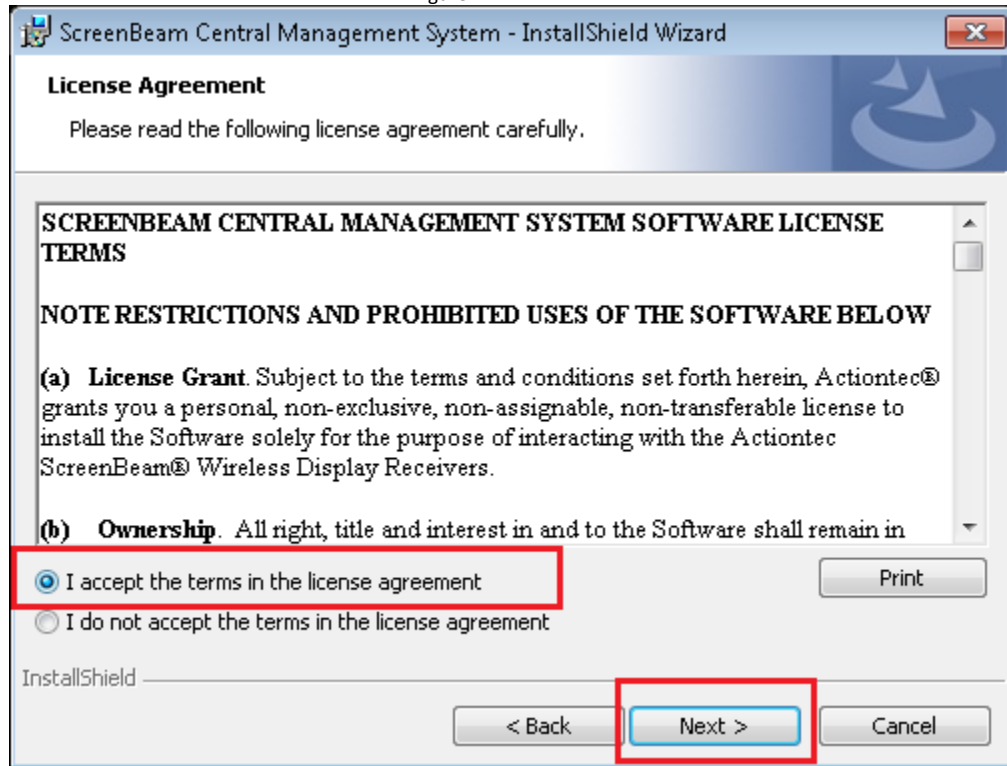 ScreenBeam Central Management System - InstallShield Wizard
License Agreement
Please read the following license agreement carefully.
SCREENBEAM CENTRAL MANAGEMENT SYSTEM SOFTWARE LICENSE
TERMS
NOTE RESTRICTIONS AND PROHIBITED USES OF THE SOFTWARE BELOW
(a) License Grant. Subject to the terms and conditions set forth herein, Actiontec®
grants you a personal, non-exclusive, non-assignable, non-transferable license to
install the Software solely for the purpose of interacting with the Actiontec
ScreenBeam® Wireless Display Receivers.
(b) Ownership. All right, title and interest in and to the Software shall remain in
I accept the terms in the license agreement
Print
I do not accept the terms in the license agreement
InstallShield
< Back Next > Cancel